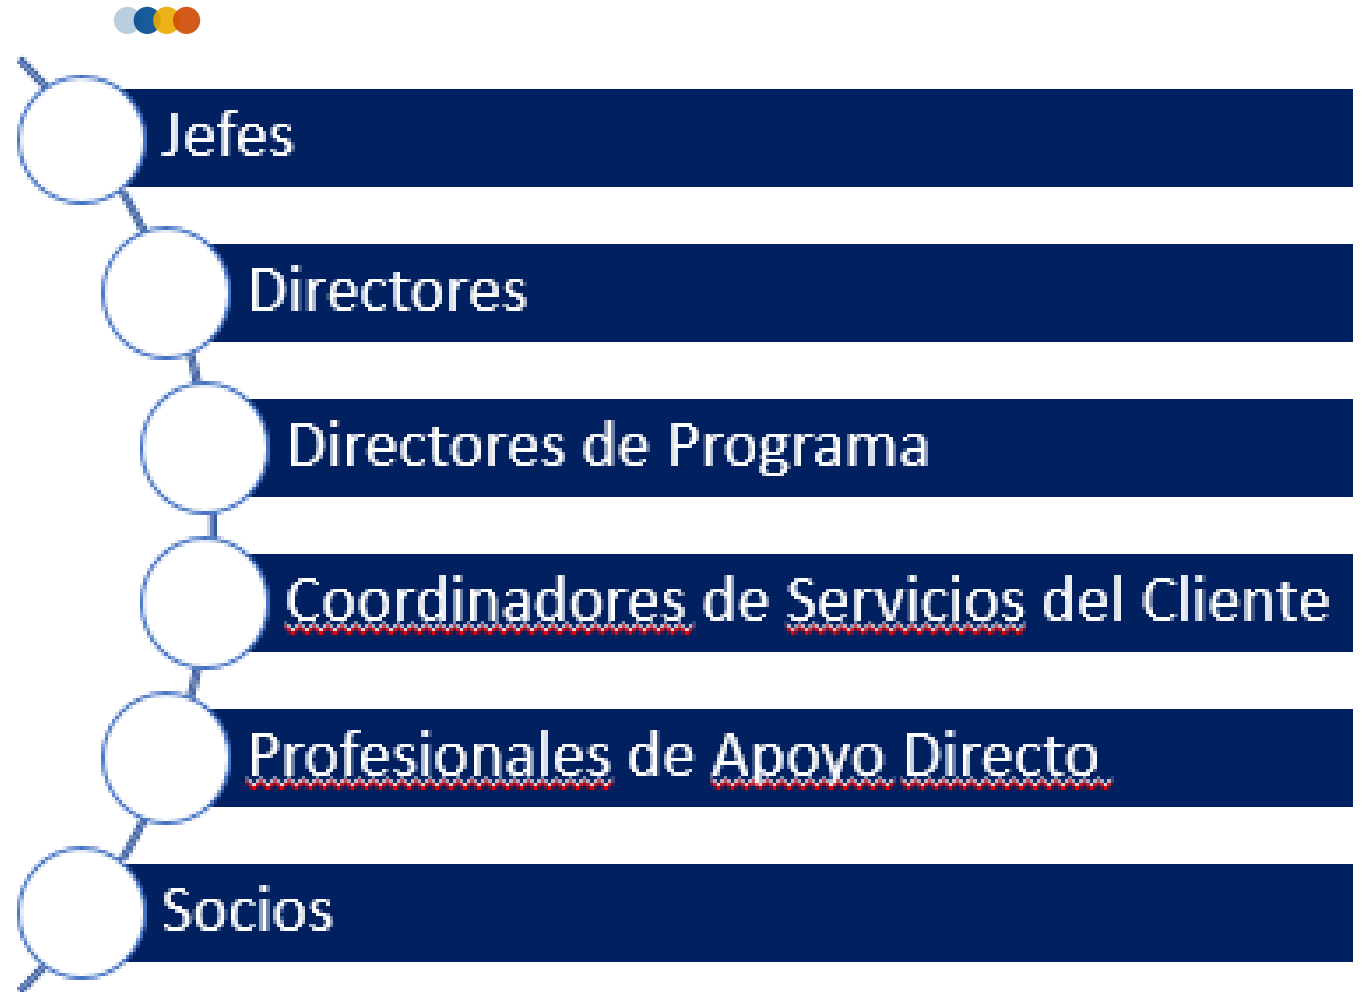 Jefes
Directores
Directores de Programa
Coordinadores de Servicios del Cliente
Profesionales de Apoyo Directo
Socios